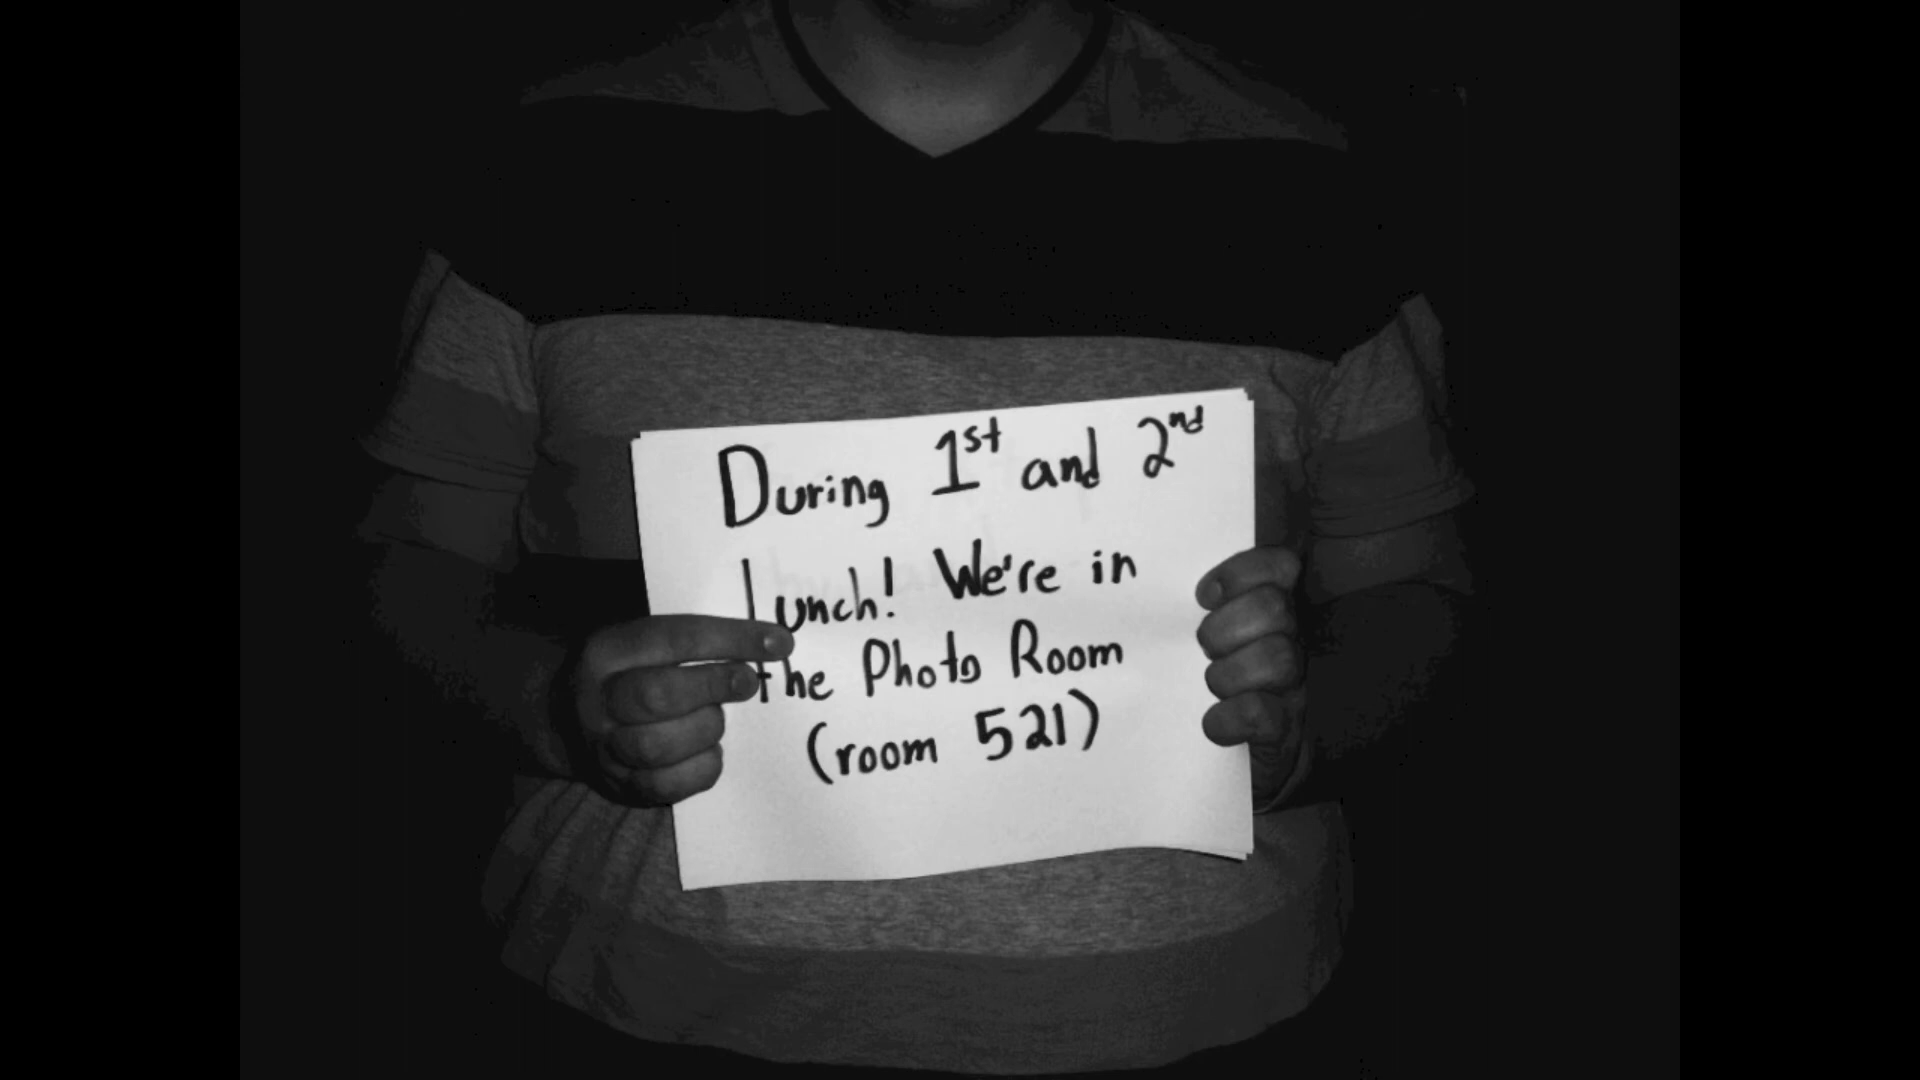 During 1st and 2nd
Lunch! We're in
the Photo Room
(room 521)